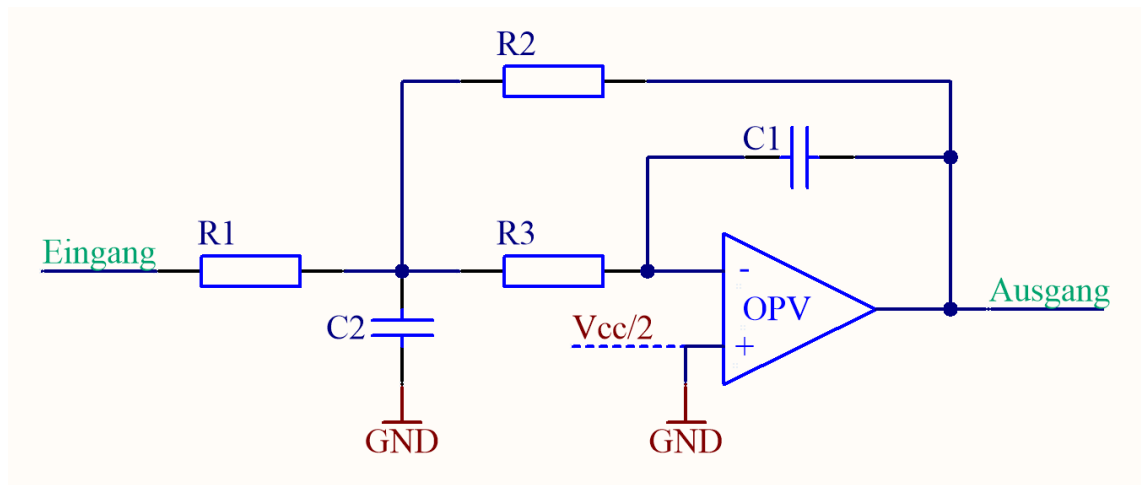 R2
C1
R1
R3
Eingang
-
OPV
Ausgang
C2
Vcc/2
+
GND
GND